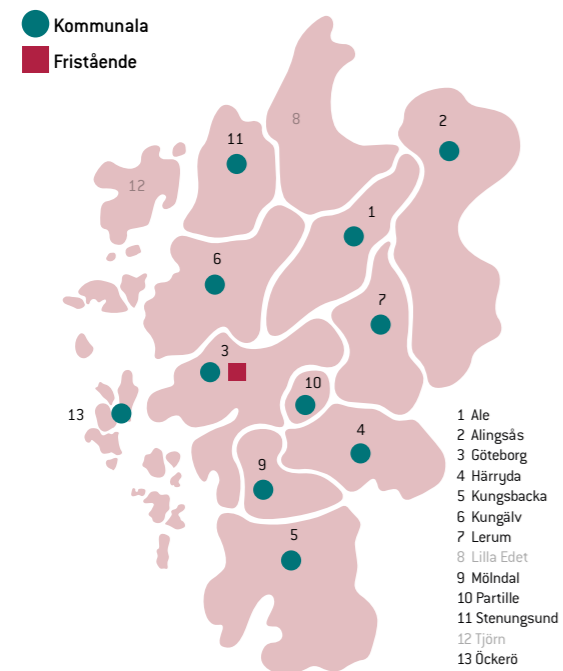 Kommunala
Fristående
8
2
11
12
1
6
7
3
10
13
4
9
5
1 Ale
2 Alingsås
3 Göteborg
4 Härryda
5 Kungsbacka
6 Kungälv
7 Lerum
8 Lilla Edet
9 Mölndal
10 Partille
11 Stenungsund
12 Tjörn
13 Öckerö